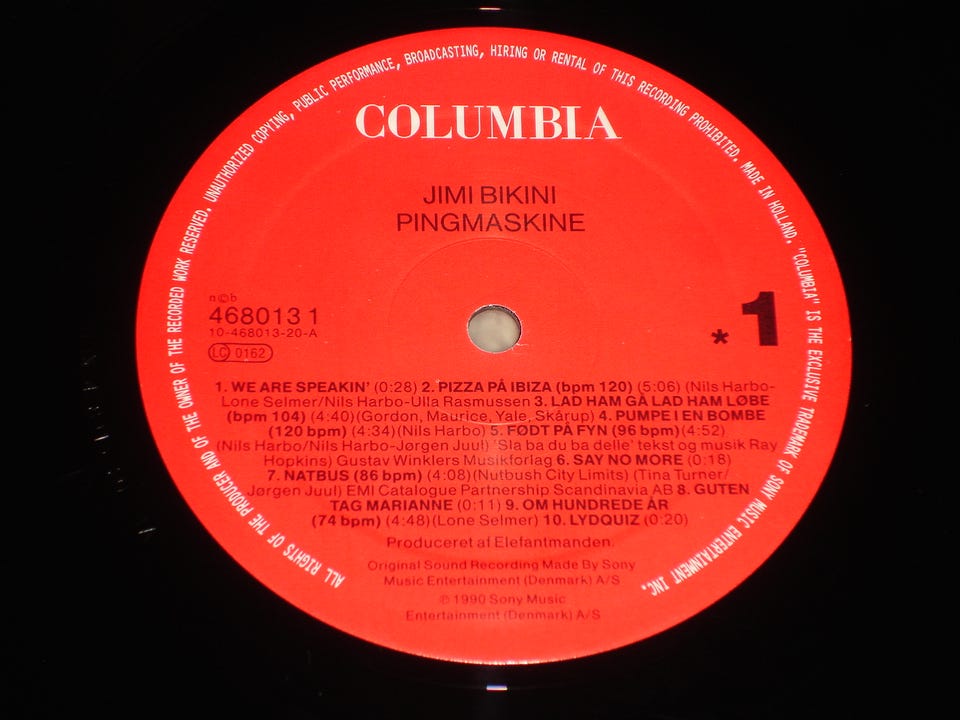 ALL RIGHTS OF THE PRODUCER AND OF THE OWNER OF THE RECORDED WORK RESERVED. UNAUTHORIZED COPYING, PUBLIC PERFORMANCE, BROADCASTING, HIRING OR RENTAL OF THIS RECORDING PROHIBITED. MADE IN HOLLAND. "COLUMBIA" IS THE EXCLUSIVE TRADEMARK OF SONY MUSIC ENTERTAINMENT INC.
COLUMBIA
JIMI BIKINI
PINGMASKINE
n©b
468013 1
10-468013-20-A
LC 0162
* 1
1. WE ARE SPEAKIN' (0:28) 2. PIZZA PÅ IBIZA (bpm 120) (5:06) (Nils Harbo-
Lone Selmer/Nils Harbo-Ulla Rasmussen 3. LAD HAM GÅ LAD HAM LØBE
(bpm 104) (4:40)(Gordon, Maurice, Yale, Skårup) 4. PUMPE I EN BOMBE
(120 bpm) (4:34)(Nils Harbo) 5. FØDT PÅ FYN (96 bpm)(4:52)
(Nils Harbo/Nils Harbo-Jørgen Juul) 'Sla ba du ba delle' tekst og musik Ray
Hopkins) Gustav Winklers Musikforlag 6. SAY NO MORE (0:18)
7. NATBUS (86 bpm) (4:08)(Nutbush City Limits) (Tina Turner/
Jørgen Juul) EMI Catalogue Partnership Scandinavia AB 8. GUTEN
TAG MARIANNE (0:11) 9. OM HUNDREDE ÅR
(74 bpm) (4:48)(Lone Selmer) 10. LYDQUIZ (0:20)
Produceret af Elefantmanden.
Original Sound Recording Made By Sony
Music Entertainment (Denmark) A/S
℗ 1990 Sony Music
Entertainment (Denmark) A/S